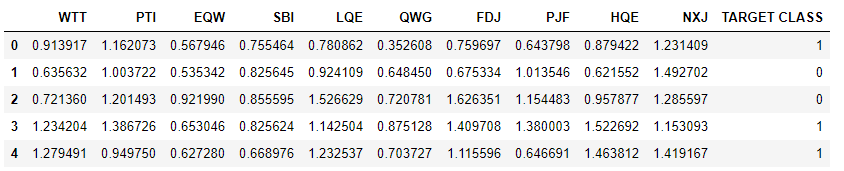 WTT PTI EQW SBI LQE QWG FDJ PJF HQE NXJ TARGET CLASS
0 0.913917 1.162073 0.567946 0.755464 0.780862 0.352608 0.759697 0.643798 0.879422 1.231409 1
1 0.635632 1.003722 0.535342 0.825645 0.924109 0.648450 0.675334 1.013546 0.621552 1.492702 0
2 0.721360 1.201493 0.921990 0.855595 1.526629 0.720781 1.626351 1.154483 0.957877 1.285597 0
3 1.234204 1.386726 0.653046 0.825624 1.142504 0.875128 1.409708 1.380003 1.522692 1.153093 1
4 1.279491 0.949750 0.627280 0.668976 1.232537 0.703727 1.115596 0.646691 1.463812 1.419167 1